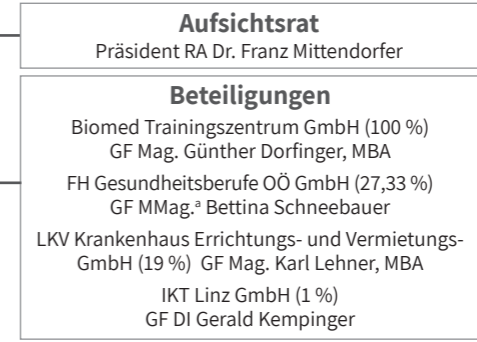 Aufsichtsrat
Präsident RA Dr. Franz Mittendorfer
Beteiligungen
Biomed Trainingszentrum GmbH (100 %)
GF Mag. Günther Dorfinger, MBA
FH Gesundheitsberufe OÖ GmbH (27,33 %)
GF MMag.ª Bettina Schneebauer
LKV Krankenhaus Errichtungs- und Vermietungs-
GmbH (19 %) GF Mag. Karl Lehner, MBA
IKT Linz GmbH (1 %)
GF DI Gerald Kempinger